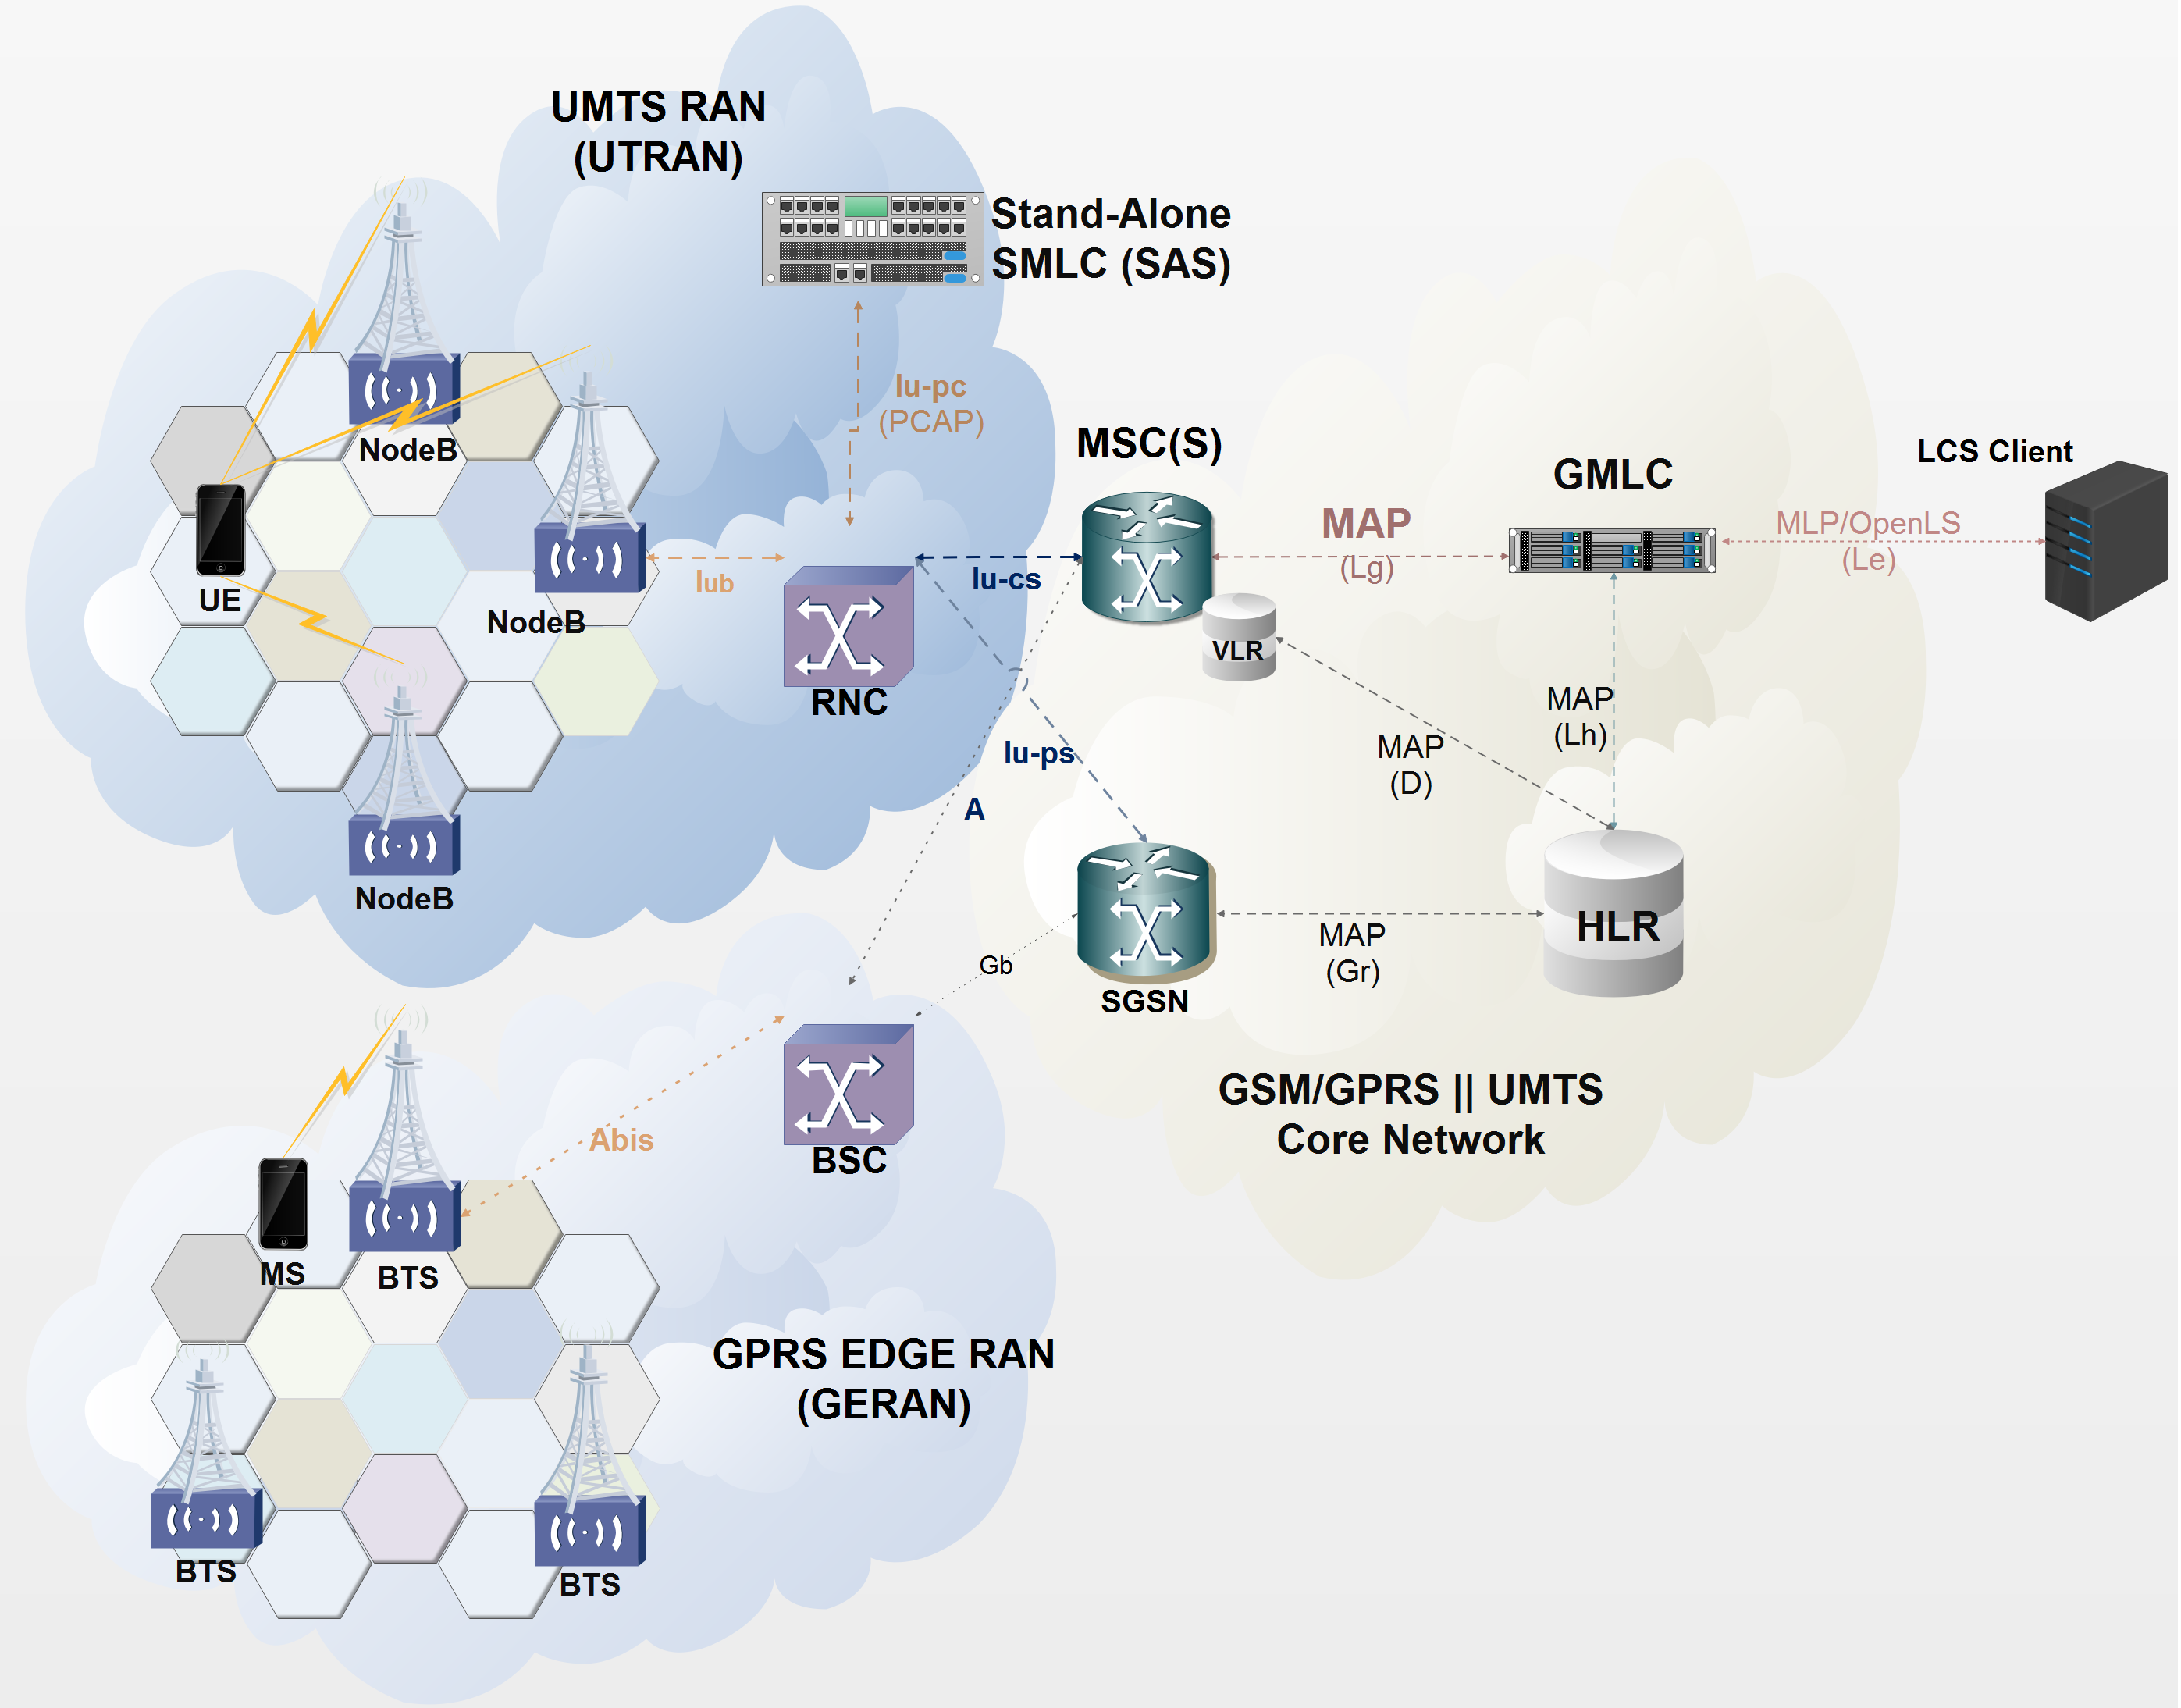 UMTS RAN
(UTRAN)
Stand-Alone
SMLC (SAS)
Iu-pc
(PCAP)
NodeB
MSC(S)
GMLC
LCS Client
MAP
(Lg)
MLP/OpenLS
(Le)
UE
NodeB
Iub
Iu-cs
RNC
VLR
MAP
(Lh)
Iu-ps
MAP
(D)
A
NodeB
HLR
Gb
MAP
(Gr)
SGSN
GSM/GPRS || UMTS
Core Network
Abis
BSC
MS
BTS
GPRS EDGE RAN
(GERAN)
BTS
BTS